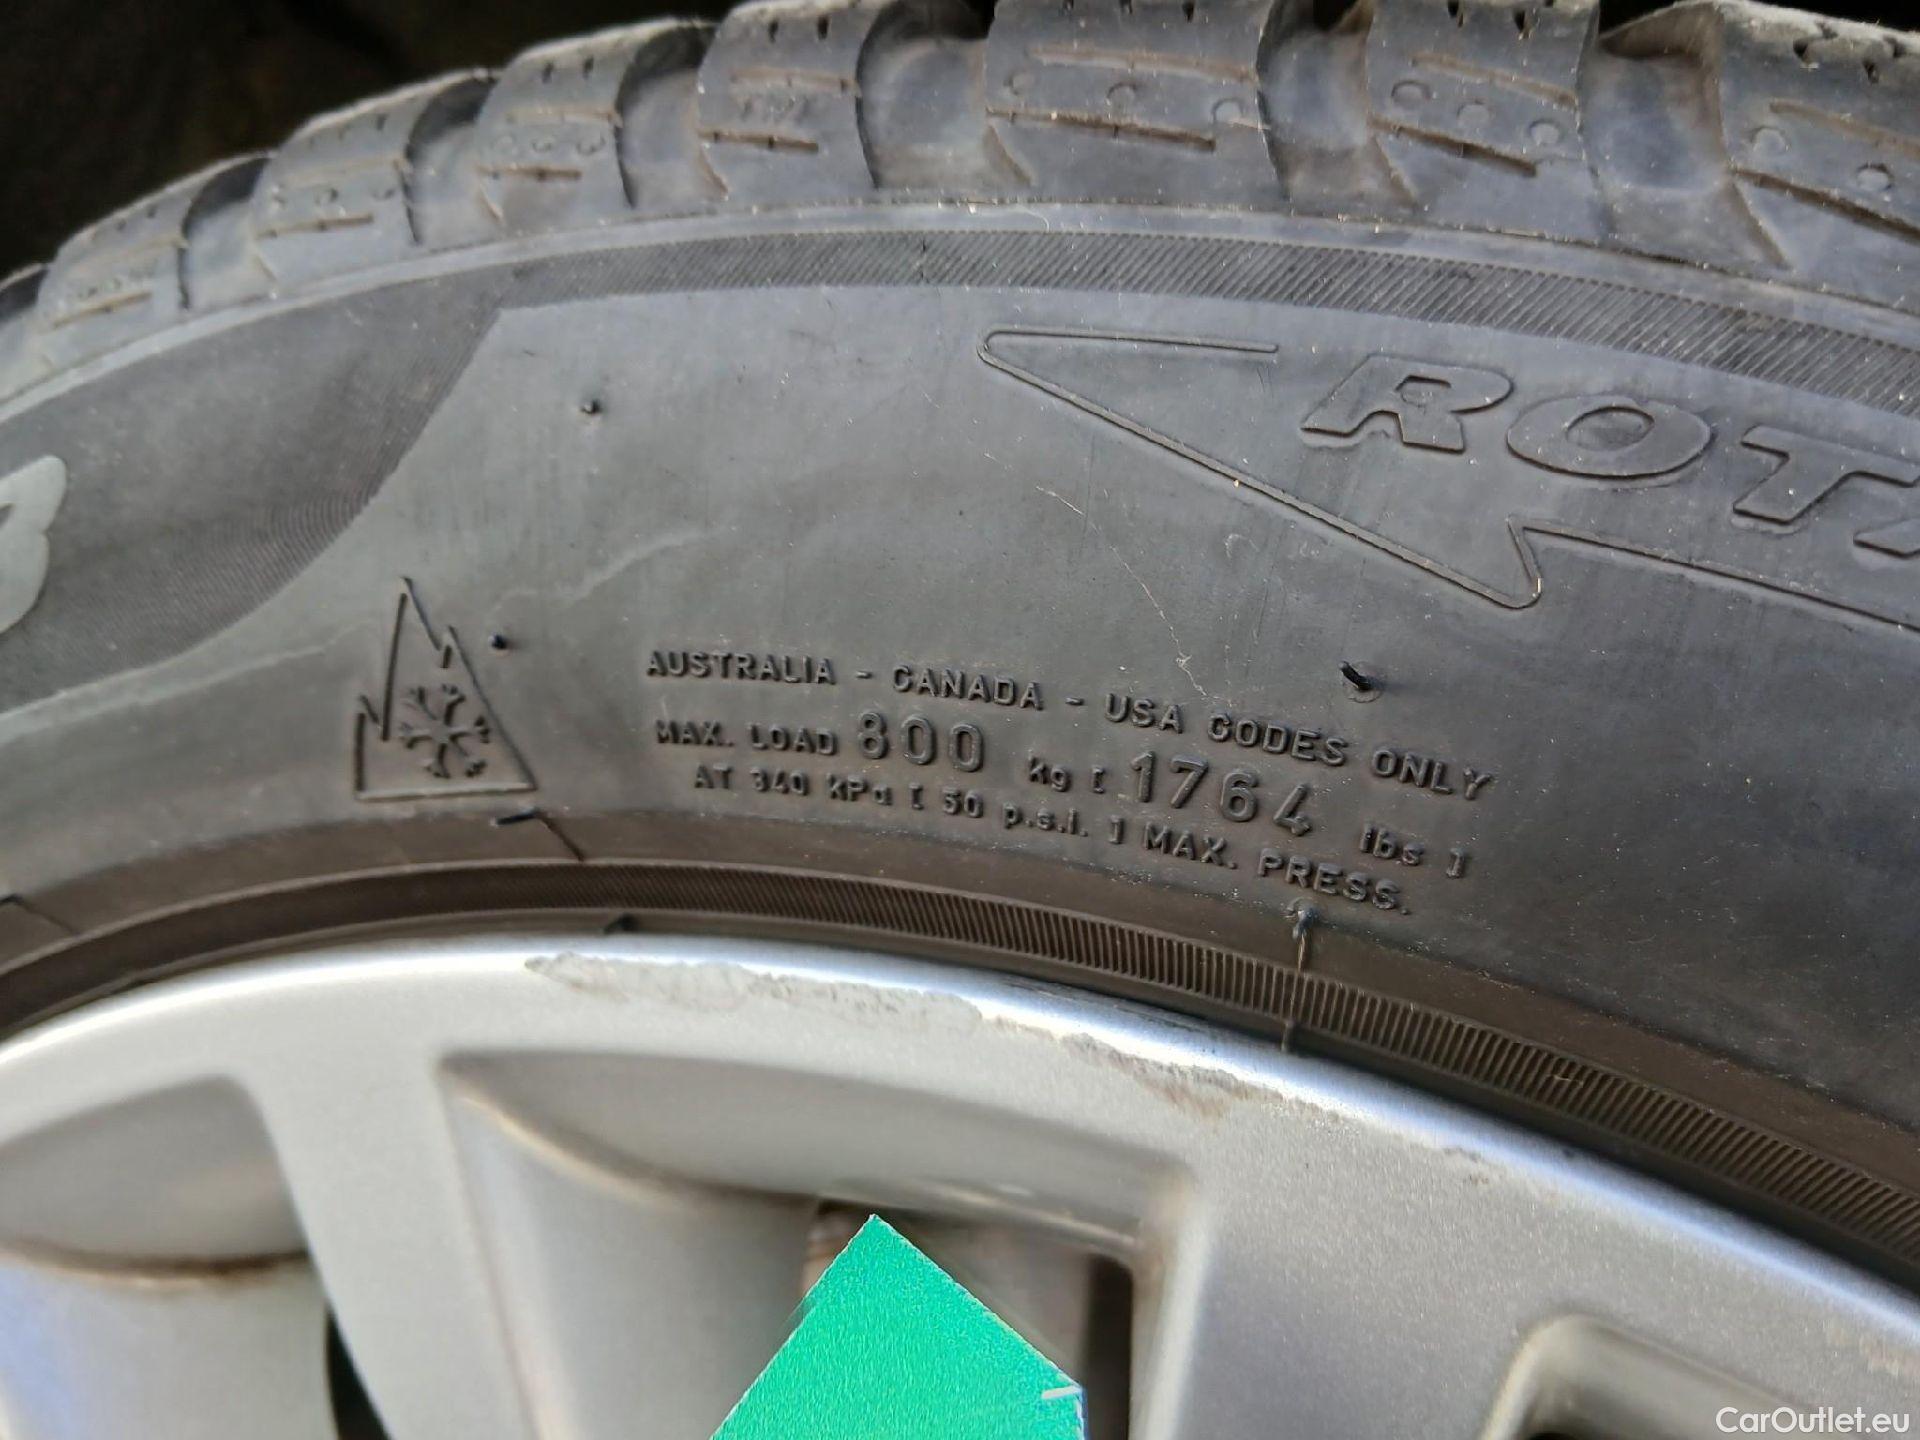 ROT
AUSTRALIA - CANADA - USA CODES ONLY
MAX. LOAD 800 kg [ 1764 lbs ]
AT 340 KPa [ 50 p.s.i. ] MAX. PRESS.
CarOutlet.eu